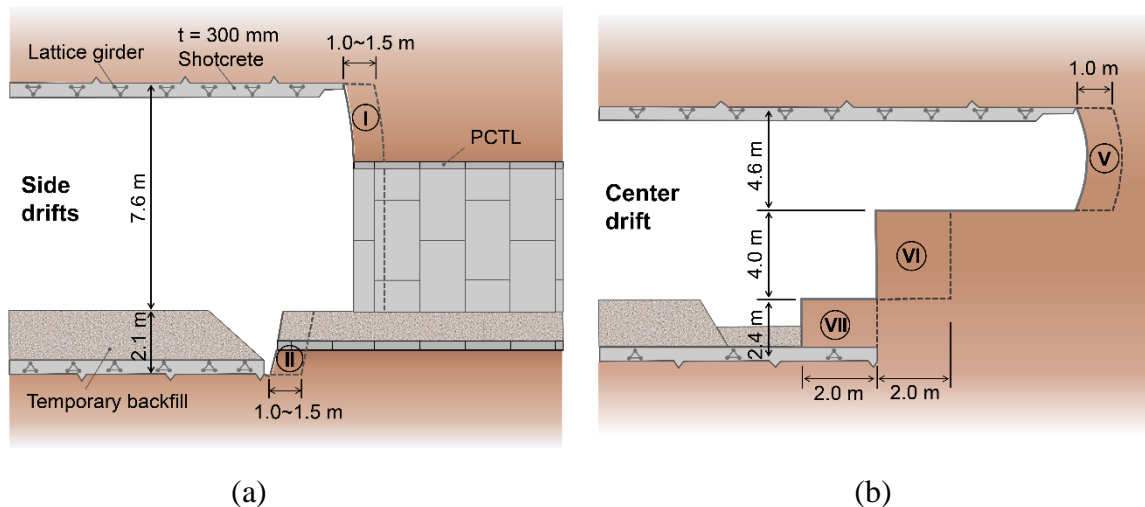 Lattice girder
t = 300 mm
Shotcrete
1.0~1.5 m
I
PCTL
Side
drifts
7.6 m
2.1 m
II
Temporary backfill
1.0~1.5 m
(a)
1.0 m
V
4.6 m
Center
drift
4.0 m
VI
2.4 m
VII
2.0 m
2.0 m
(b)